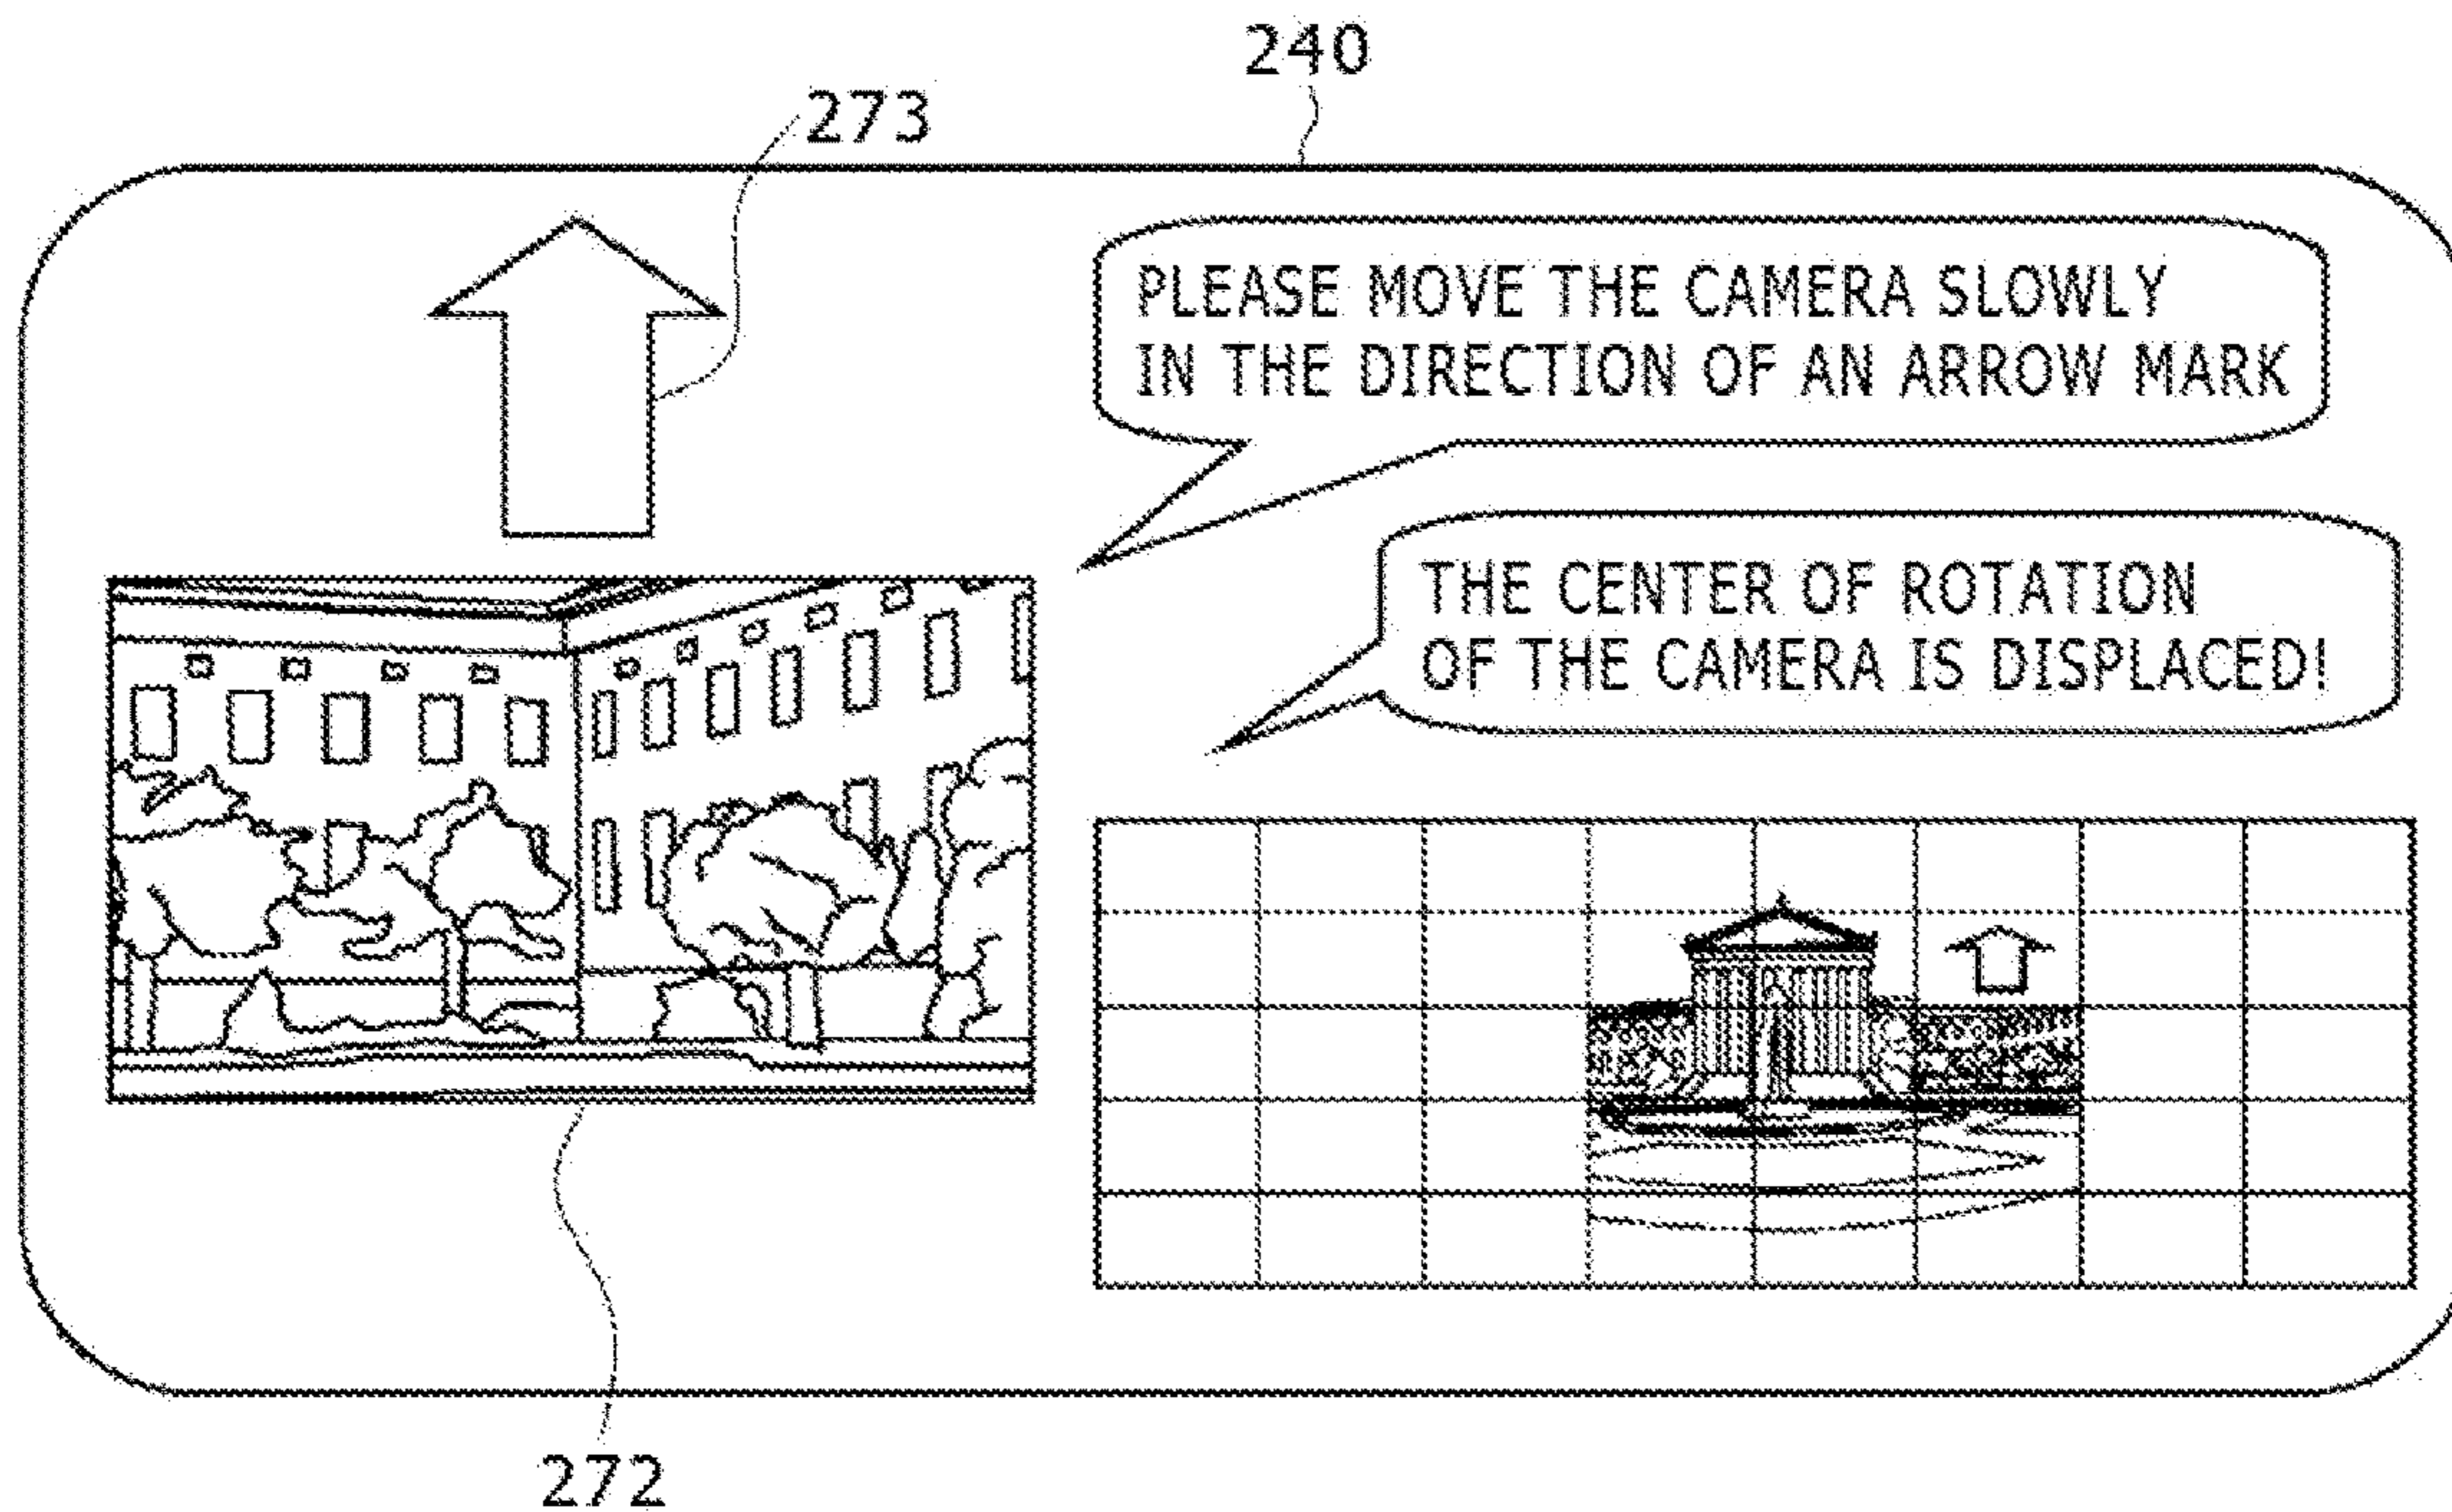 240
273
PLEASE MOVE THE CAMERA SLOWLY
IN THE DIRECTION OF AN ARROW MARK
THE CENTER OF ROTATION
OF THE CAMERA IS DISPLACED!
272